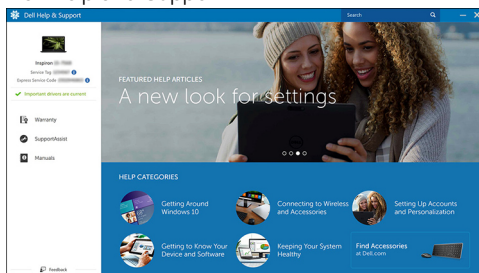 Dell Help & Support
Search
Inspiron
Service Tag
Express Service Code
Important drivers are current
Warranty
SupportAssist
Manuals
Feedback
FEATURED HELP ARTICLES
A new look for settings
HELP CATEGORIES
Getting Around
Windows 10
Connecting to Wireless
and Accessories
Setting Up Accounts
and Personalization
Getting to Know Your
Device and Software
Keeping Your System
Healthy
Find Accessories
at Dell.com